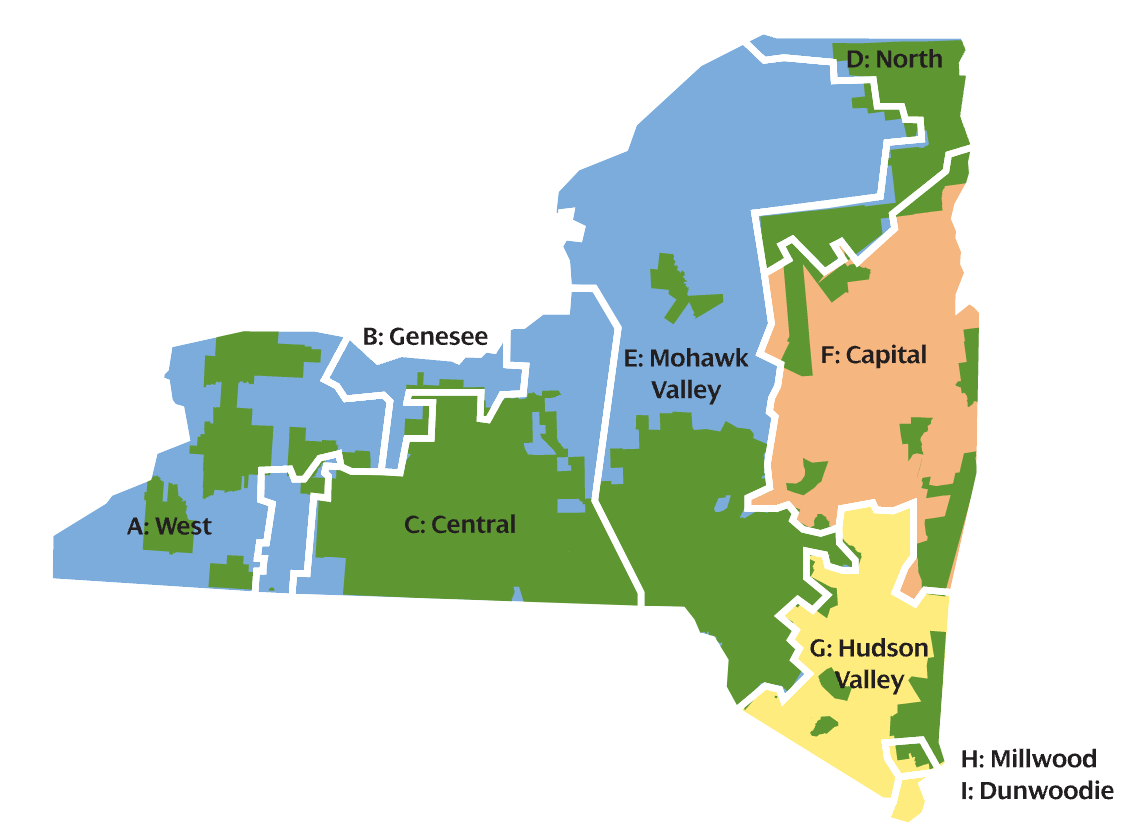 D: North
B: Genesee
E: Mohawk
Valley
F: Capital
A: West
C: Central
G: Hudson
Valley
H: Millwood
I: Dunwoodie